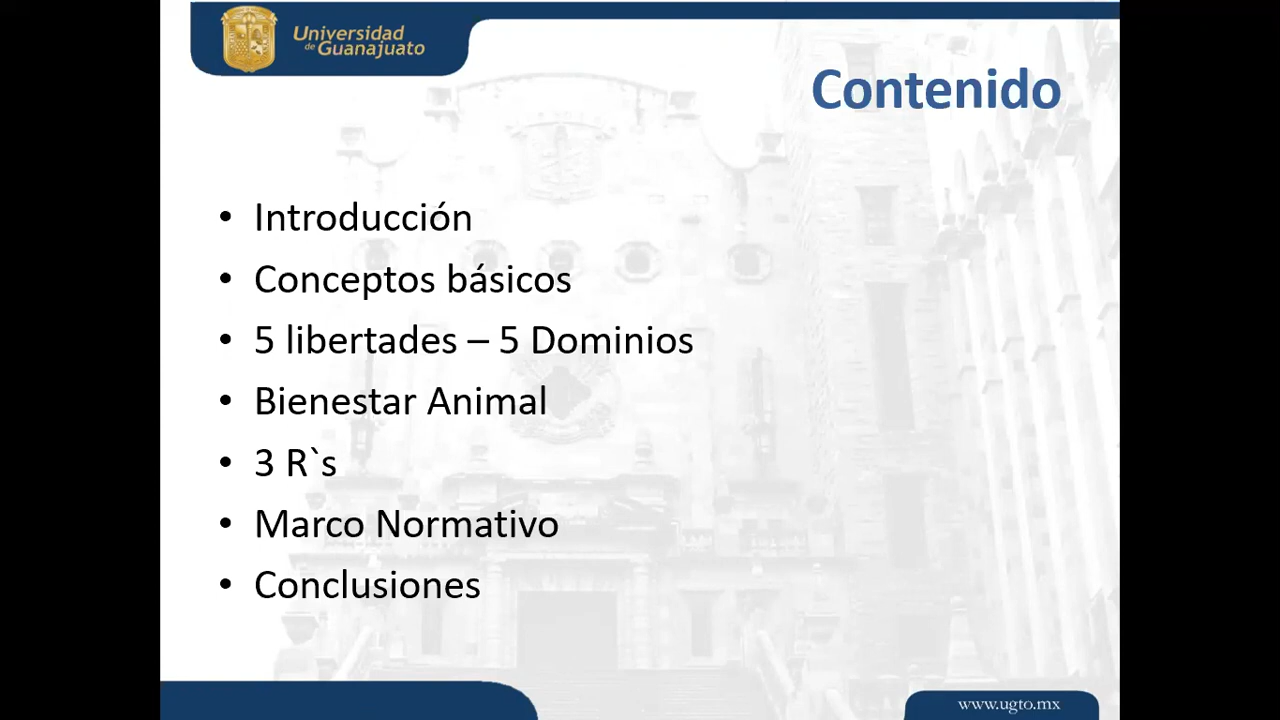 Universidad
de Guanajuato
Contenido
• Introducción
• Conceptos básicos
• 5 libertades – 5 Dominios
• Bienestar Animal
• 3 R`s
• Marco Normativo
• Conclusiones
www.ugto.mx